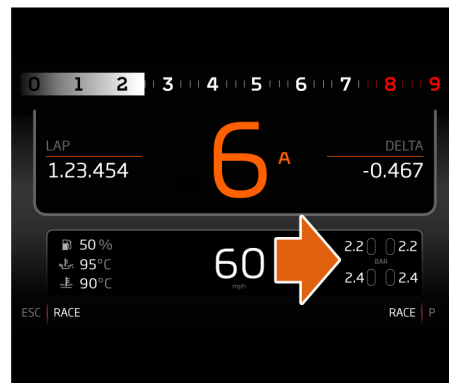 0 1 2 3 4 5 6 7 8 9
LAP
1.23.454
6 A
DELTA
-0.467
50 %
95°C
90°C
60
mph
2.2 2.2
BAR
2.4 2.4
ESC RACE
RACE P